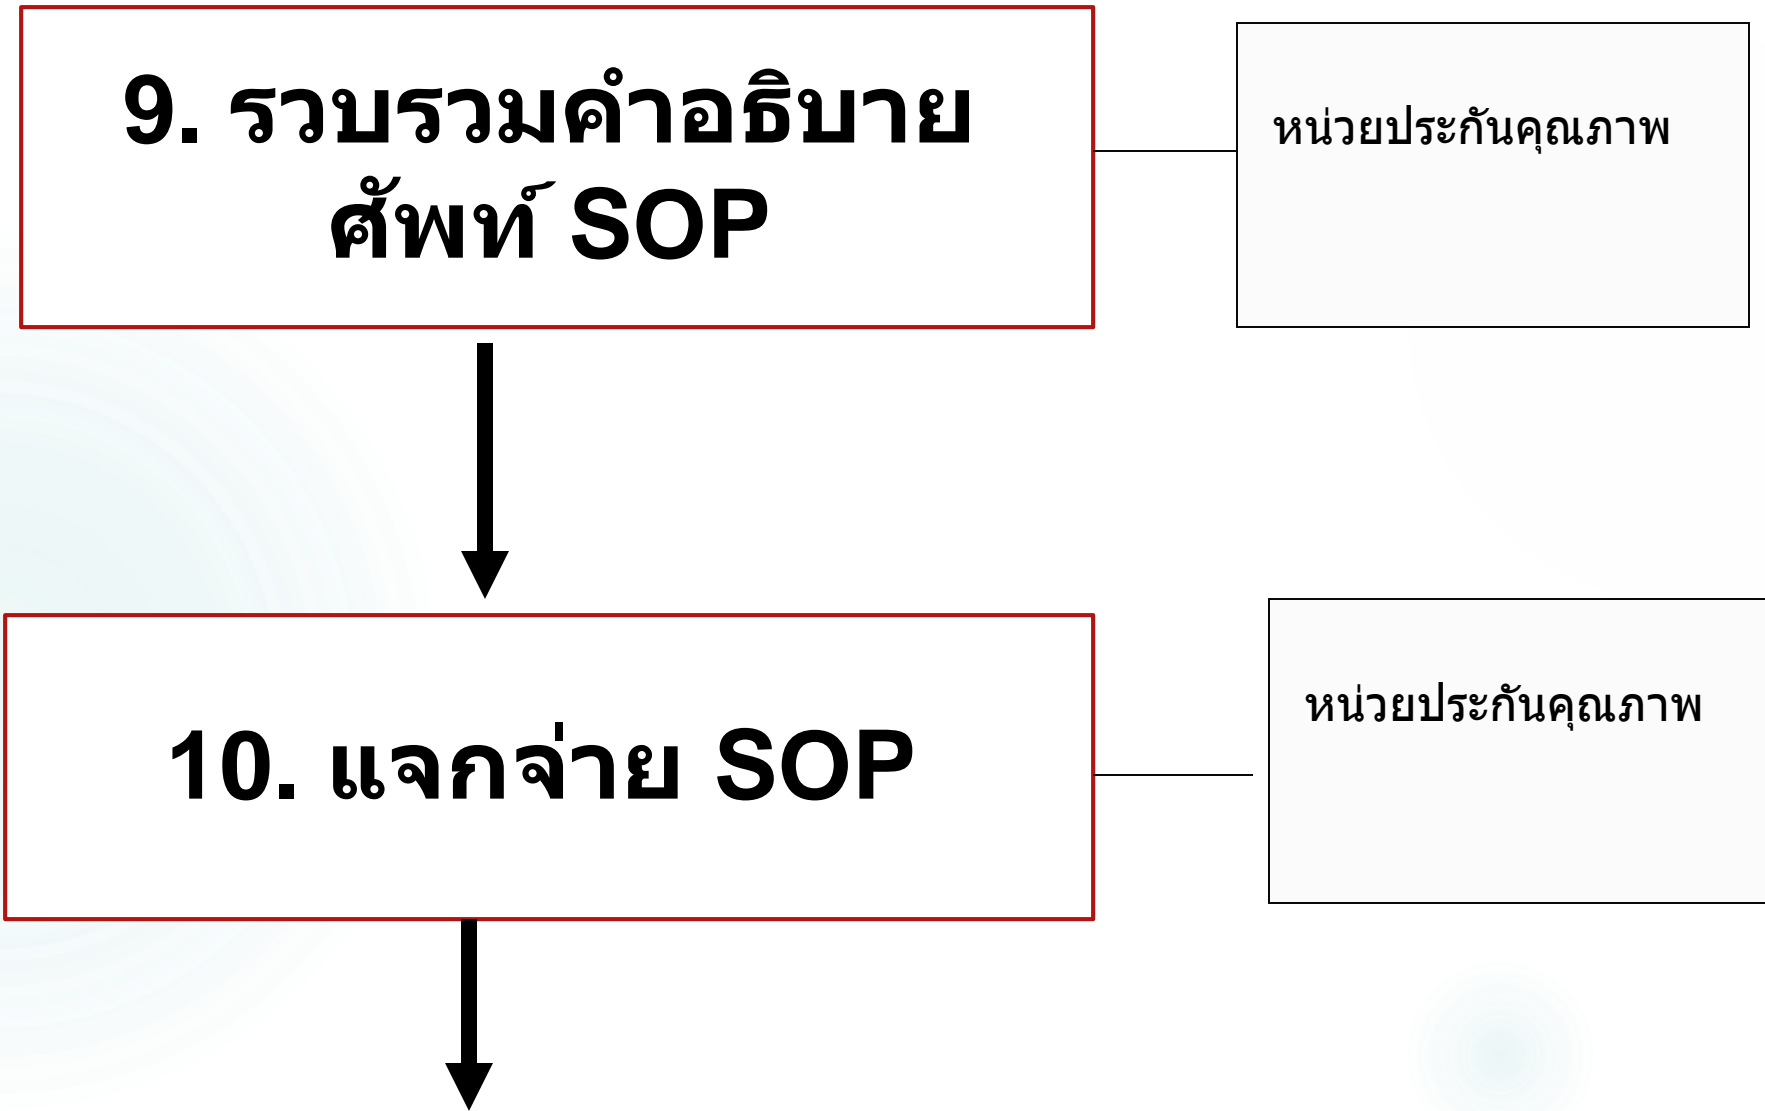 9. รวบรวมคำอธิบาย
ศัพท์ SOP
หน่วยประกันคุณภาพ
10. แจกจ่าย SOP
หน่วยประกันคุณภาพ